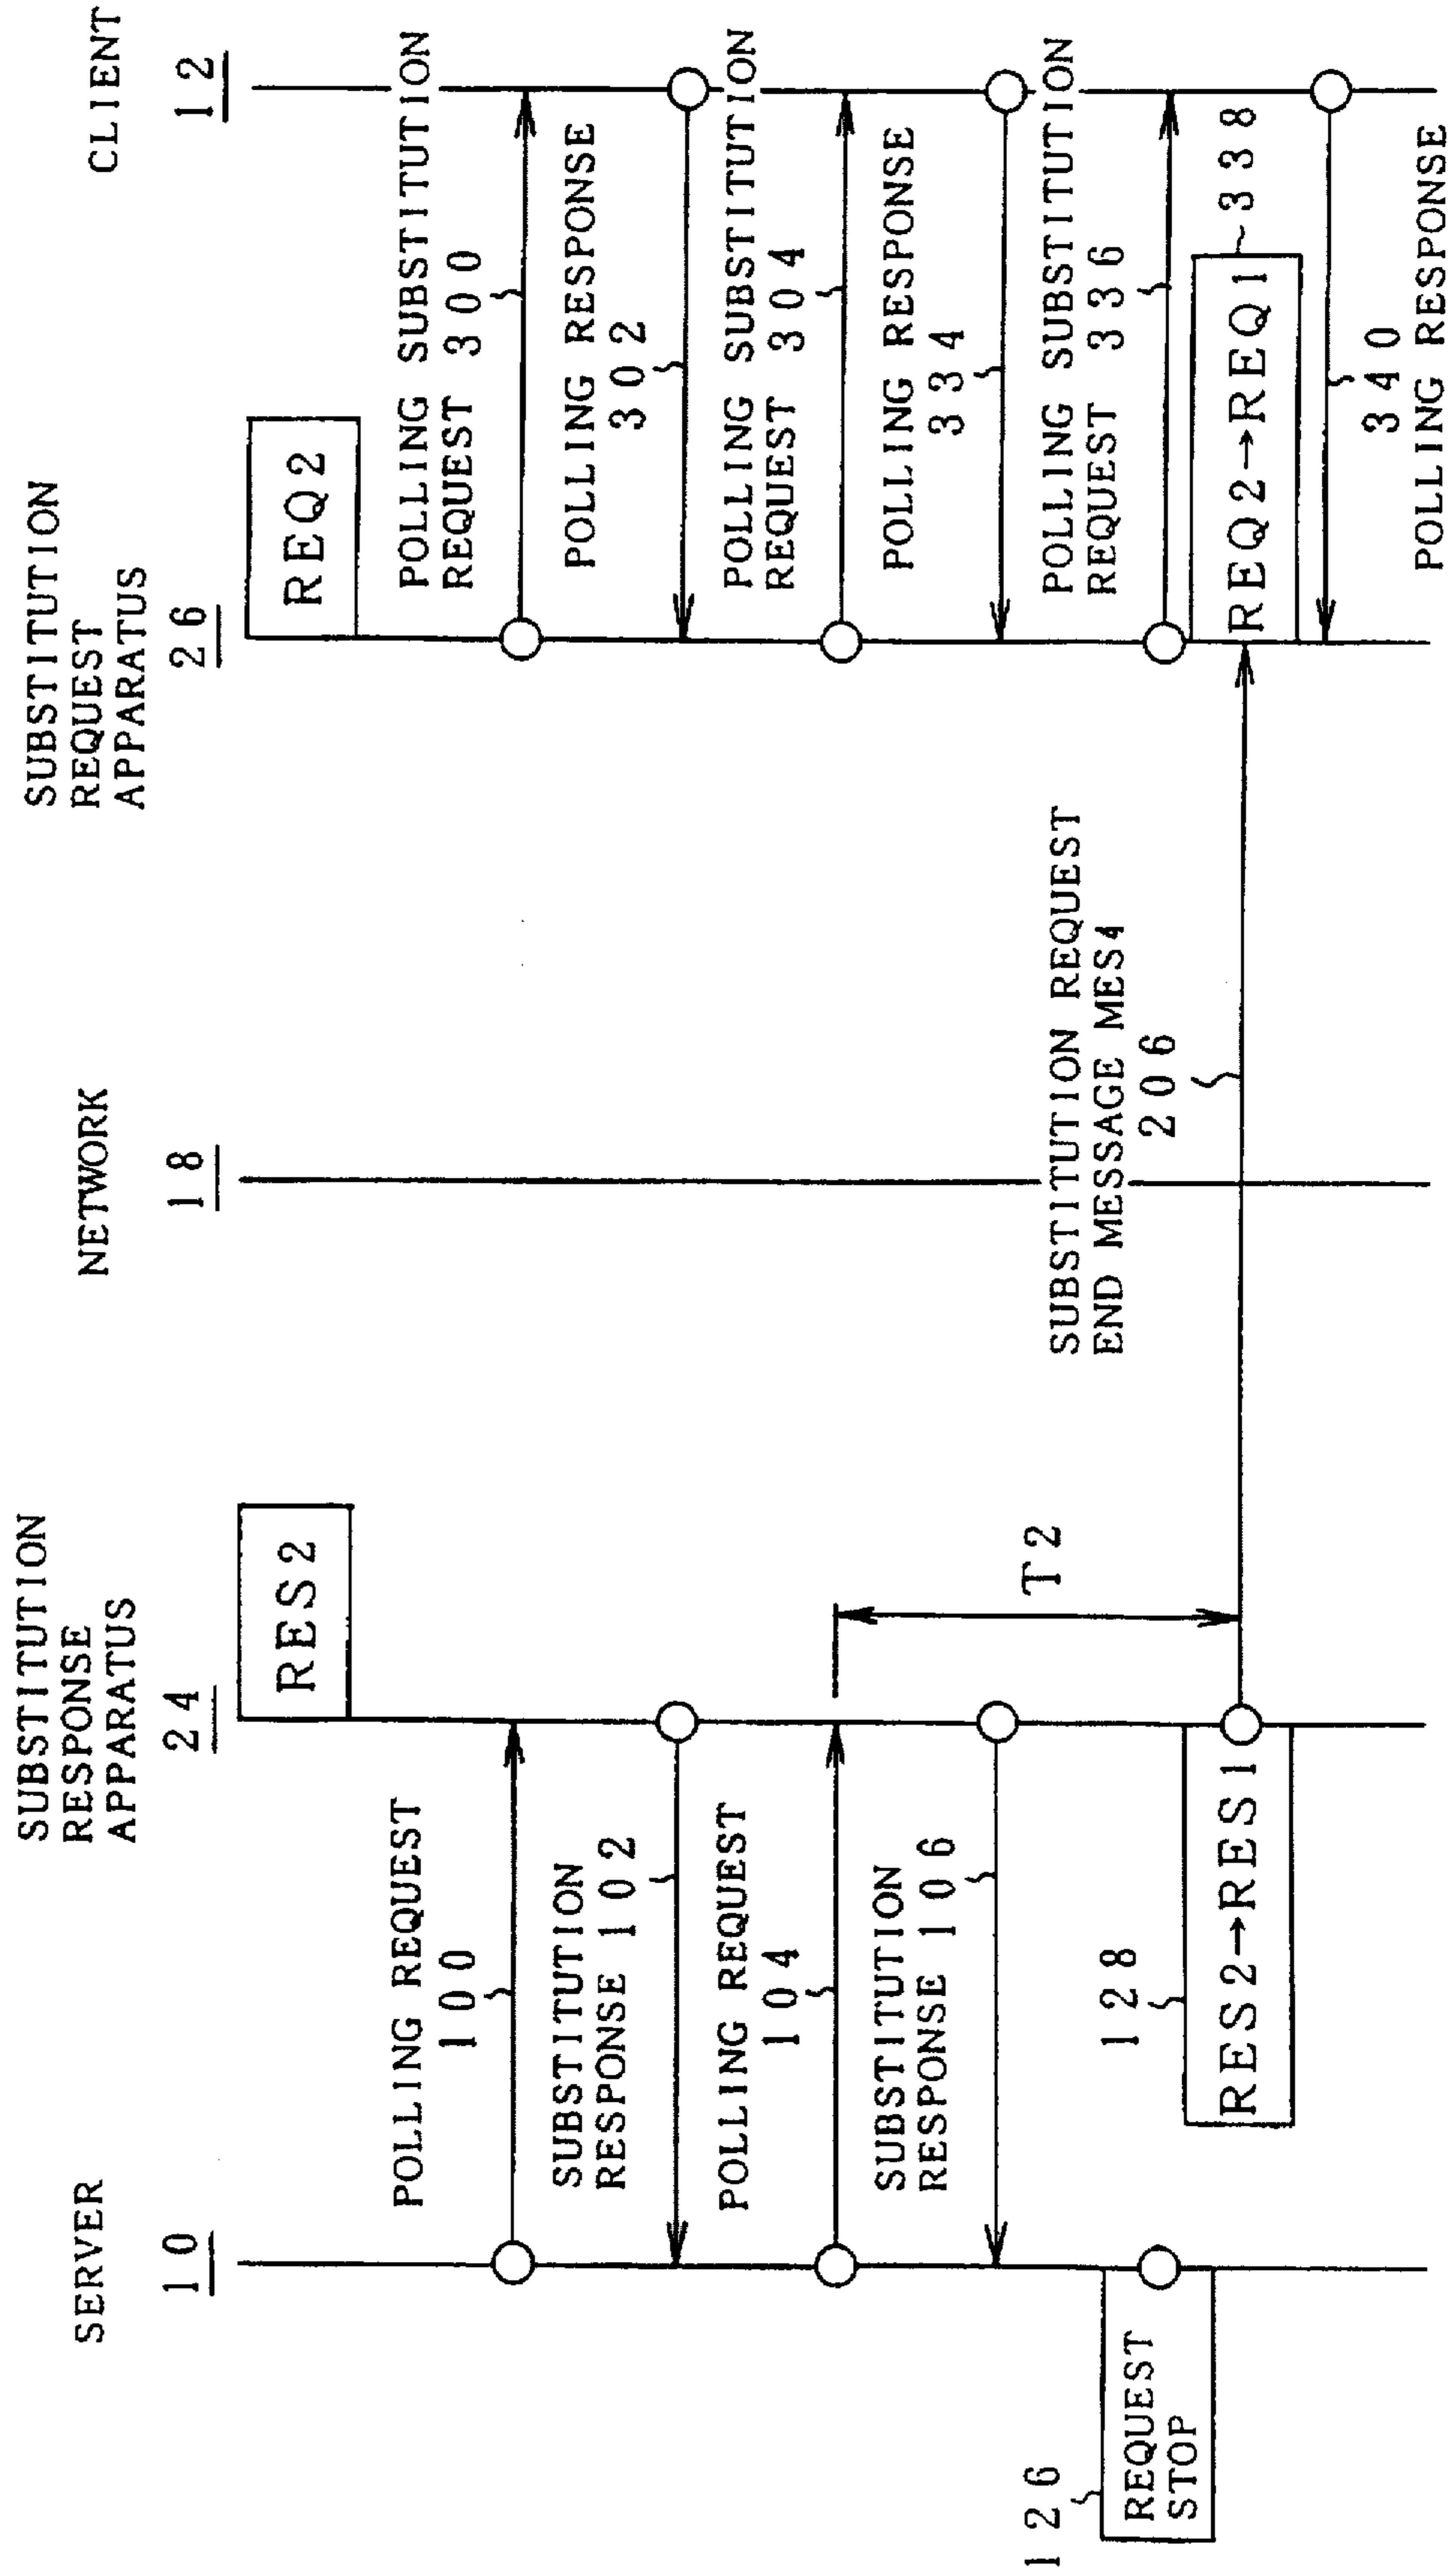 SERVER
10
SUBSTITUTION
RESPONSE
APPARATUS
24
NETWORK
18
SUBSTITUTION
REQUEST
APPARATUS
26
CLIENT
12
RES2
REQ2
POLLING REQUEST
100
POLLING SUBSTITUTION
REQUEST 300
SUBSTITUTION
RESPONSE 102
POLLING RESPONSE
302
POLLING REQUEST
104
POLLING SUBSTITUTION
REQUEST 304
SUBSTITUTION
RESPONSE 106
POLLING RESPONSE
334
T2
126
REQUEST
STOP
128
RES2→RES1
SUBSTITUTION REQUEST
END MESSAGE MES4
206
POLLING SUBSTITUTION
REQUEST 336
REQ2→REQ1
338
340
POLLING RESPONSE